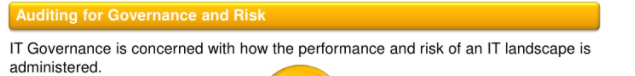 Auditing for Governance and Risk
IT Governance is concerned with how the performance and risk of an IT landscape is
administered.